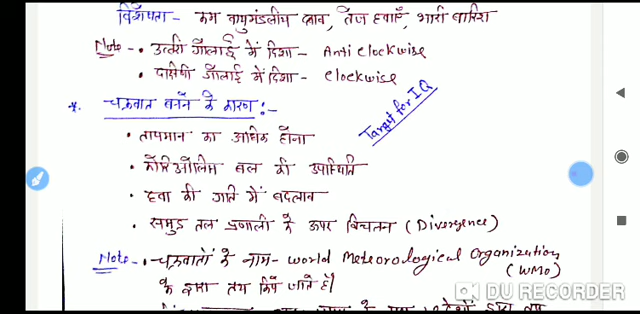 विशेषता - कम वायुमंडलीय दाब, तेज हवाएँ, भारी बारिश
Note - • उत्तरी गोलार्द्ध में दिशा - Anticlockwise
• दक्षिणी गोलार्द्ध में दिशा - clockwise
* चक्रवात बनने के कारण :-
Target for IQ
• तापमान का अधिक होना
• कोरिऑलिस बल की उपस्थिति
• हवा की गति में बदलाव
• समुद्र तल प्रणाली के ऊपर विचलन (Divergence)
Note - • चक्रवातों के नाम - World Meteorological Organization
(WMO)
के द्वारा तय किये जाते हैं।
DU RECORDER